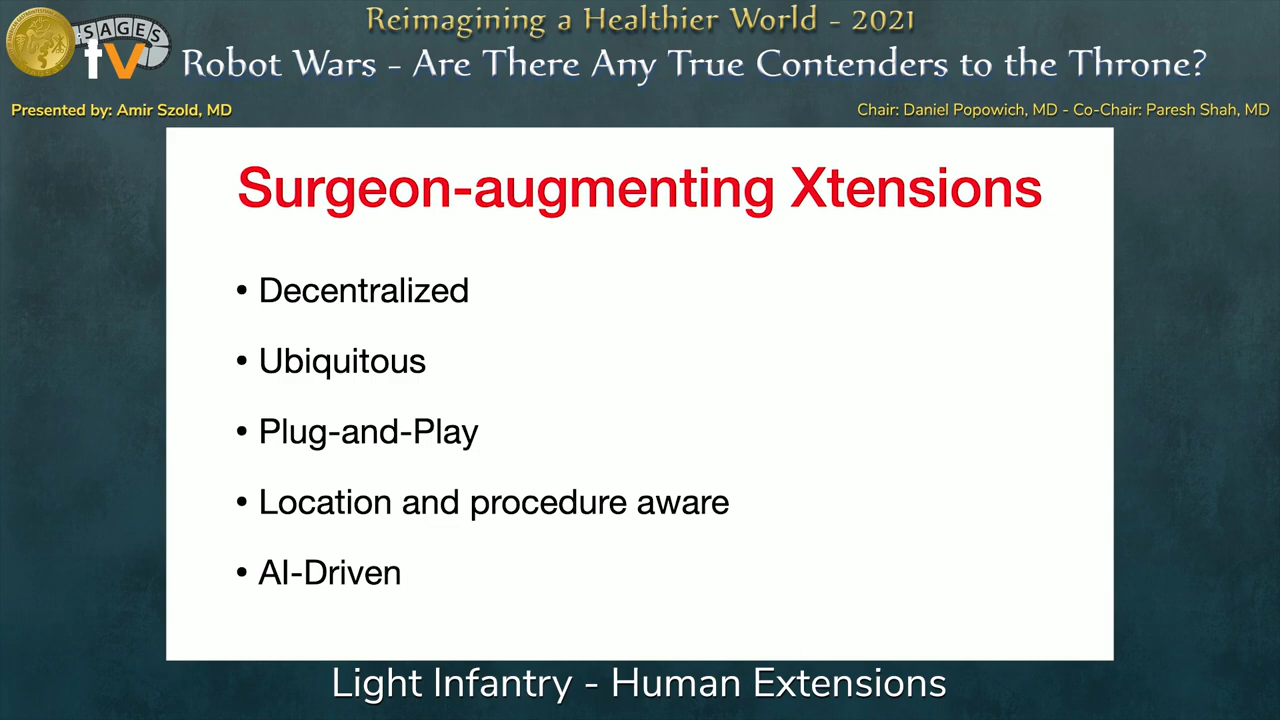 Reimagining a Healthier World - 2021
SAGES
tv
Robot Wars - Are There Any True Contenders to the Throne?
Presented by: Amir Szold, MD
Chair: Daniel Popowich, MD - Co-Chair: Paresh Shah, MD
Surgeon-augmenting Xtensions
• Decentralized
• Ubiquitous
• Plug-and-Play
• Location and procedure aware
• AI-Driven
Light Infantry - Human Extensions